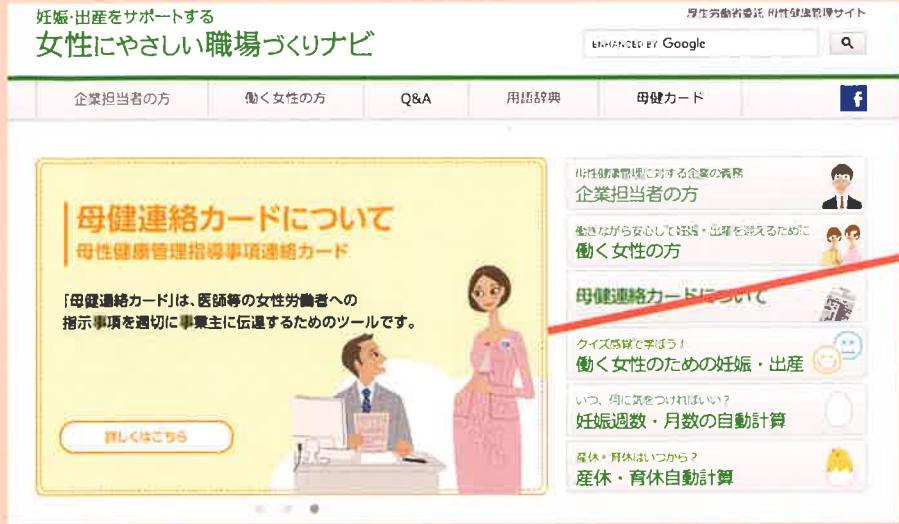 妊娠・出産をサポートする
女性にやさしい職場づくりナビ
厚生労働省委託 母性健康管理サイト
ENHANCED BY Google
企業担当者の方
働く女性の方
Q&A
用語辞典
母健カード
f
母健連絡カードについて
母性健康管理指導事項連絡カード
「母健連絡カード」は、医師等の女性労働者への
指示事項を適切に事業主に伝達するためのツールです。
詳しくはこちら
母性健康管理に対する企業の義務
企業担当者の方
働きながら安心して妊娠・出産を迎えるために
働く女性の方
母健連絡カードについて
クイズ感覚で学ぼう!
働く女性のための妊娠・出産
いつ、何に気をつければいい?
妊娠週数・月数の自動計算
産休・育休はいつから?
産休・育休自動計算